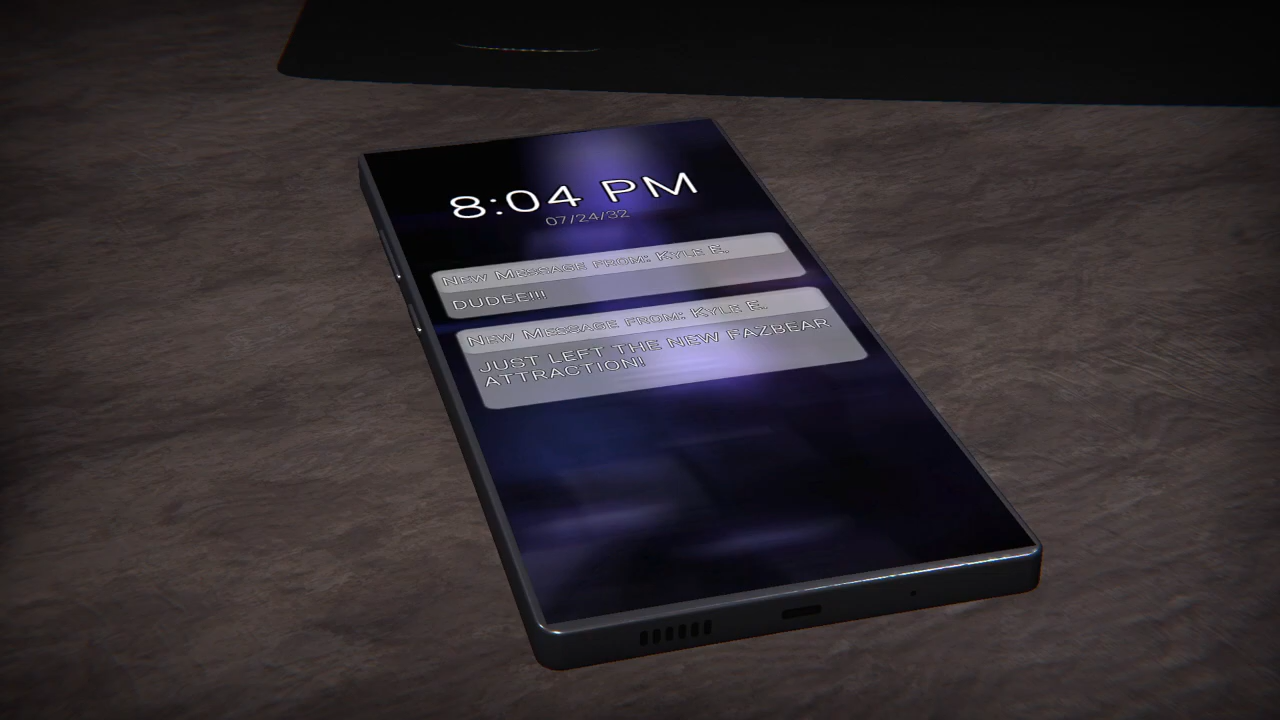 8:04 PM
07/24/32
New Message from: Kyle E.
DUDEE!!!
New Message from: Kyle E.
JUST LEFT THE NEW FAZBEAR
ATTRACTION!